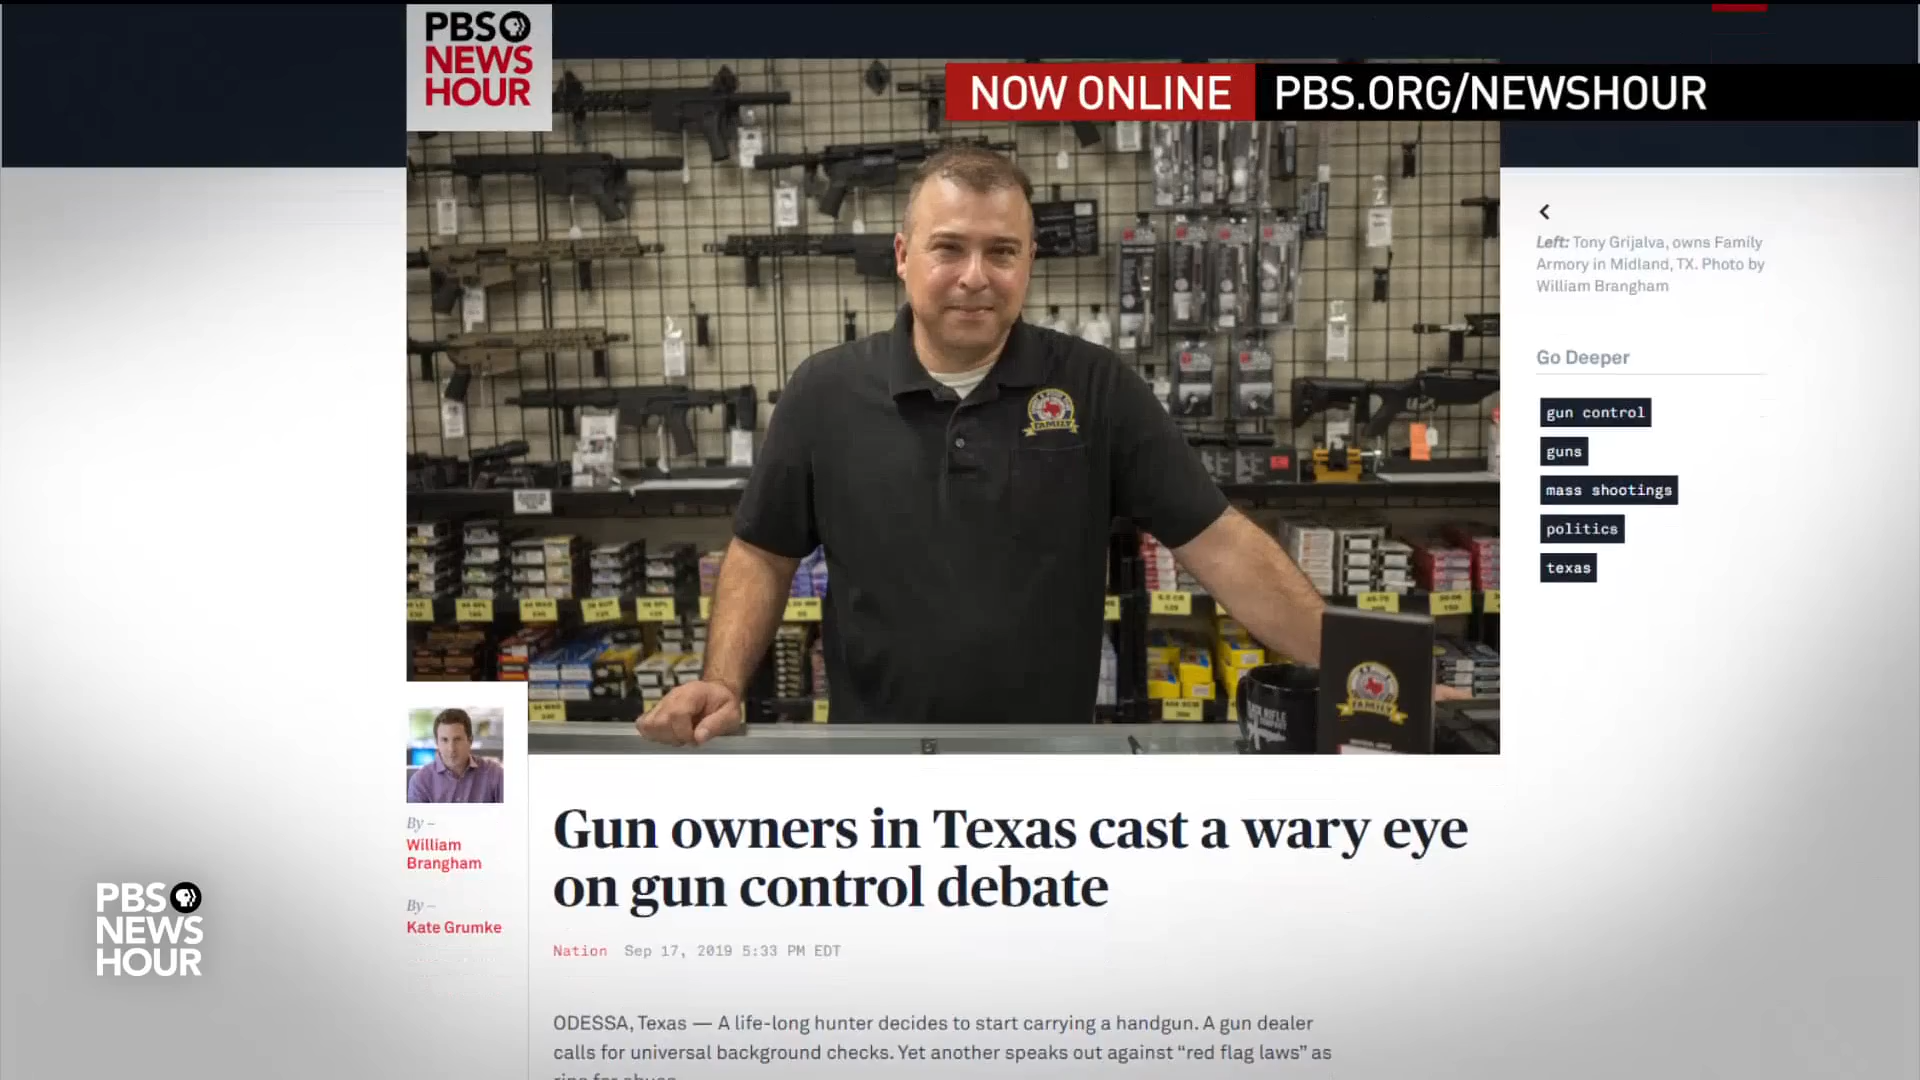 PBS
NEWS
HOUR
NOW ONLINE PBS.ORG/NEWSHOUR
Left: Tony Grijalva, owns Family
Armory in Midland, TX. Photo by
William Brangham
Go Deeper
gun control
guns
mass shootings
politics
texas
FAMILY
FAMILY
By –
William
Brangham
By –
Kate Grumke
Gun owners in Texas cast a wary eye
on gun control debate
Nation Sep 17, 2019 5:33 PM EDT
ODESSA, Texas — A life-long hunter decides to start carrying a handgun. A gun dealer
calls for universal background checks. Yet another speaks out against “red flag laws” as
PBS
NEWS
HOUR